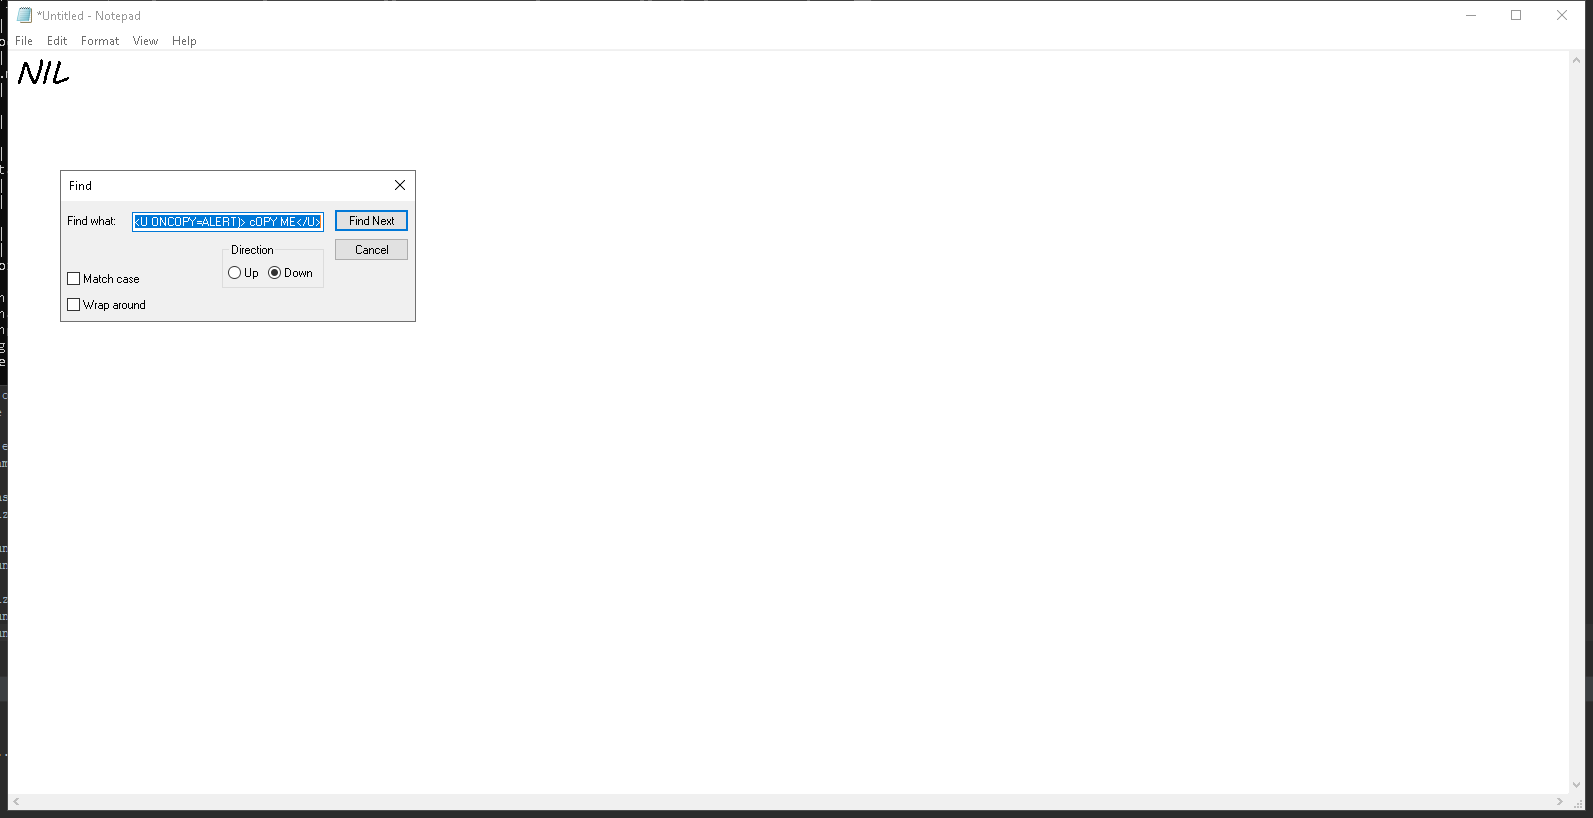 *Untitled - Notepad
File Edit Format View Help
NIL
Find
Find what: <U ONCOPY=ALERT)> cOPY ME</U> Find Next
Direction Cancel
Up Down
Match case
Wrap around